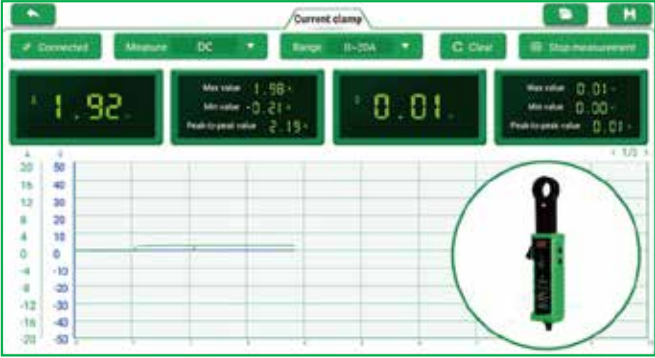 Current clamp
Connected
Measure DC
Range 0~20A
Clear
Stop measurement
A 1.92
Max value 1.98
Min value -0.21
Peak-to-peak value 2.19
0.01
Max value 0.01
Min value 0.00
Peak-to-peak value 0.01
< 1/3 >
20 50
16 40
12 30
8 20
4 10
0 0
-4 -10
-8 -20
-12 -30
-16 -40
-20 -50